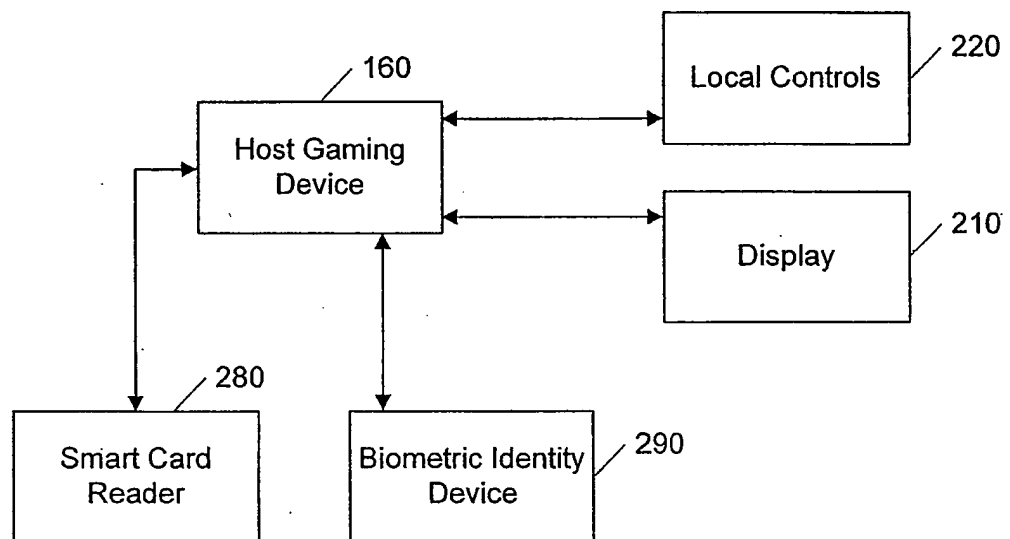 220
Local Controls
160
Host Gaming
Device
210
Display
280
Smart Card
Reader
290
Biometric Identity
Device